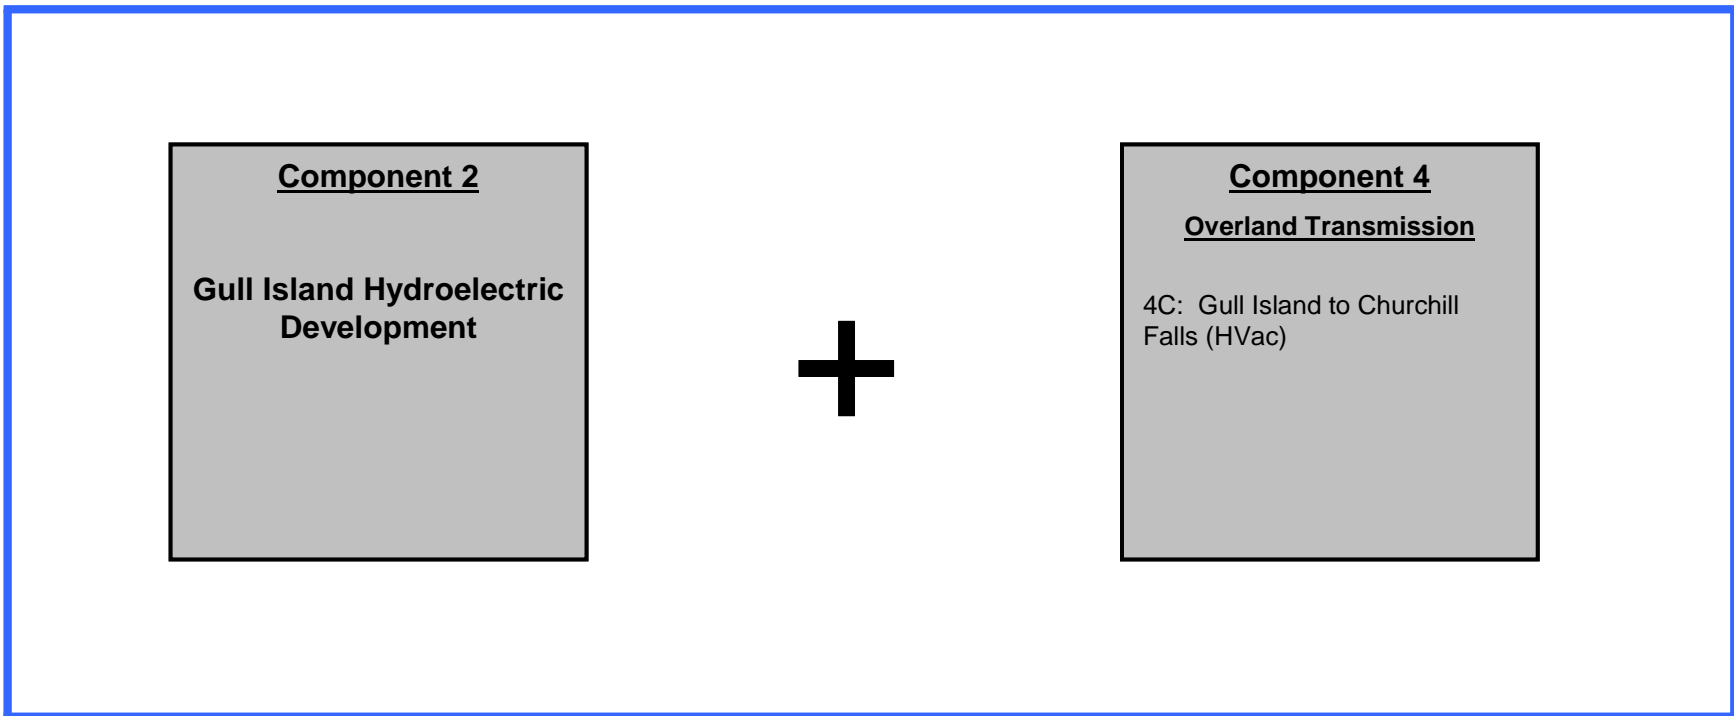 Component 2
Gull Island Hydroelectric
Development
+
Component 4
Overland Transmission
4C:  Gull Island to Churchill
Falls (HVac)